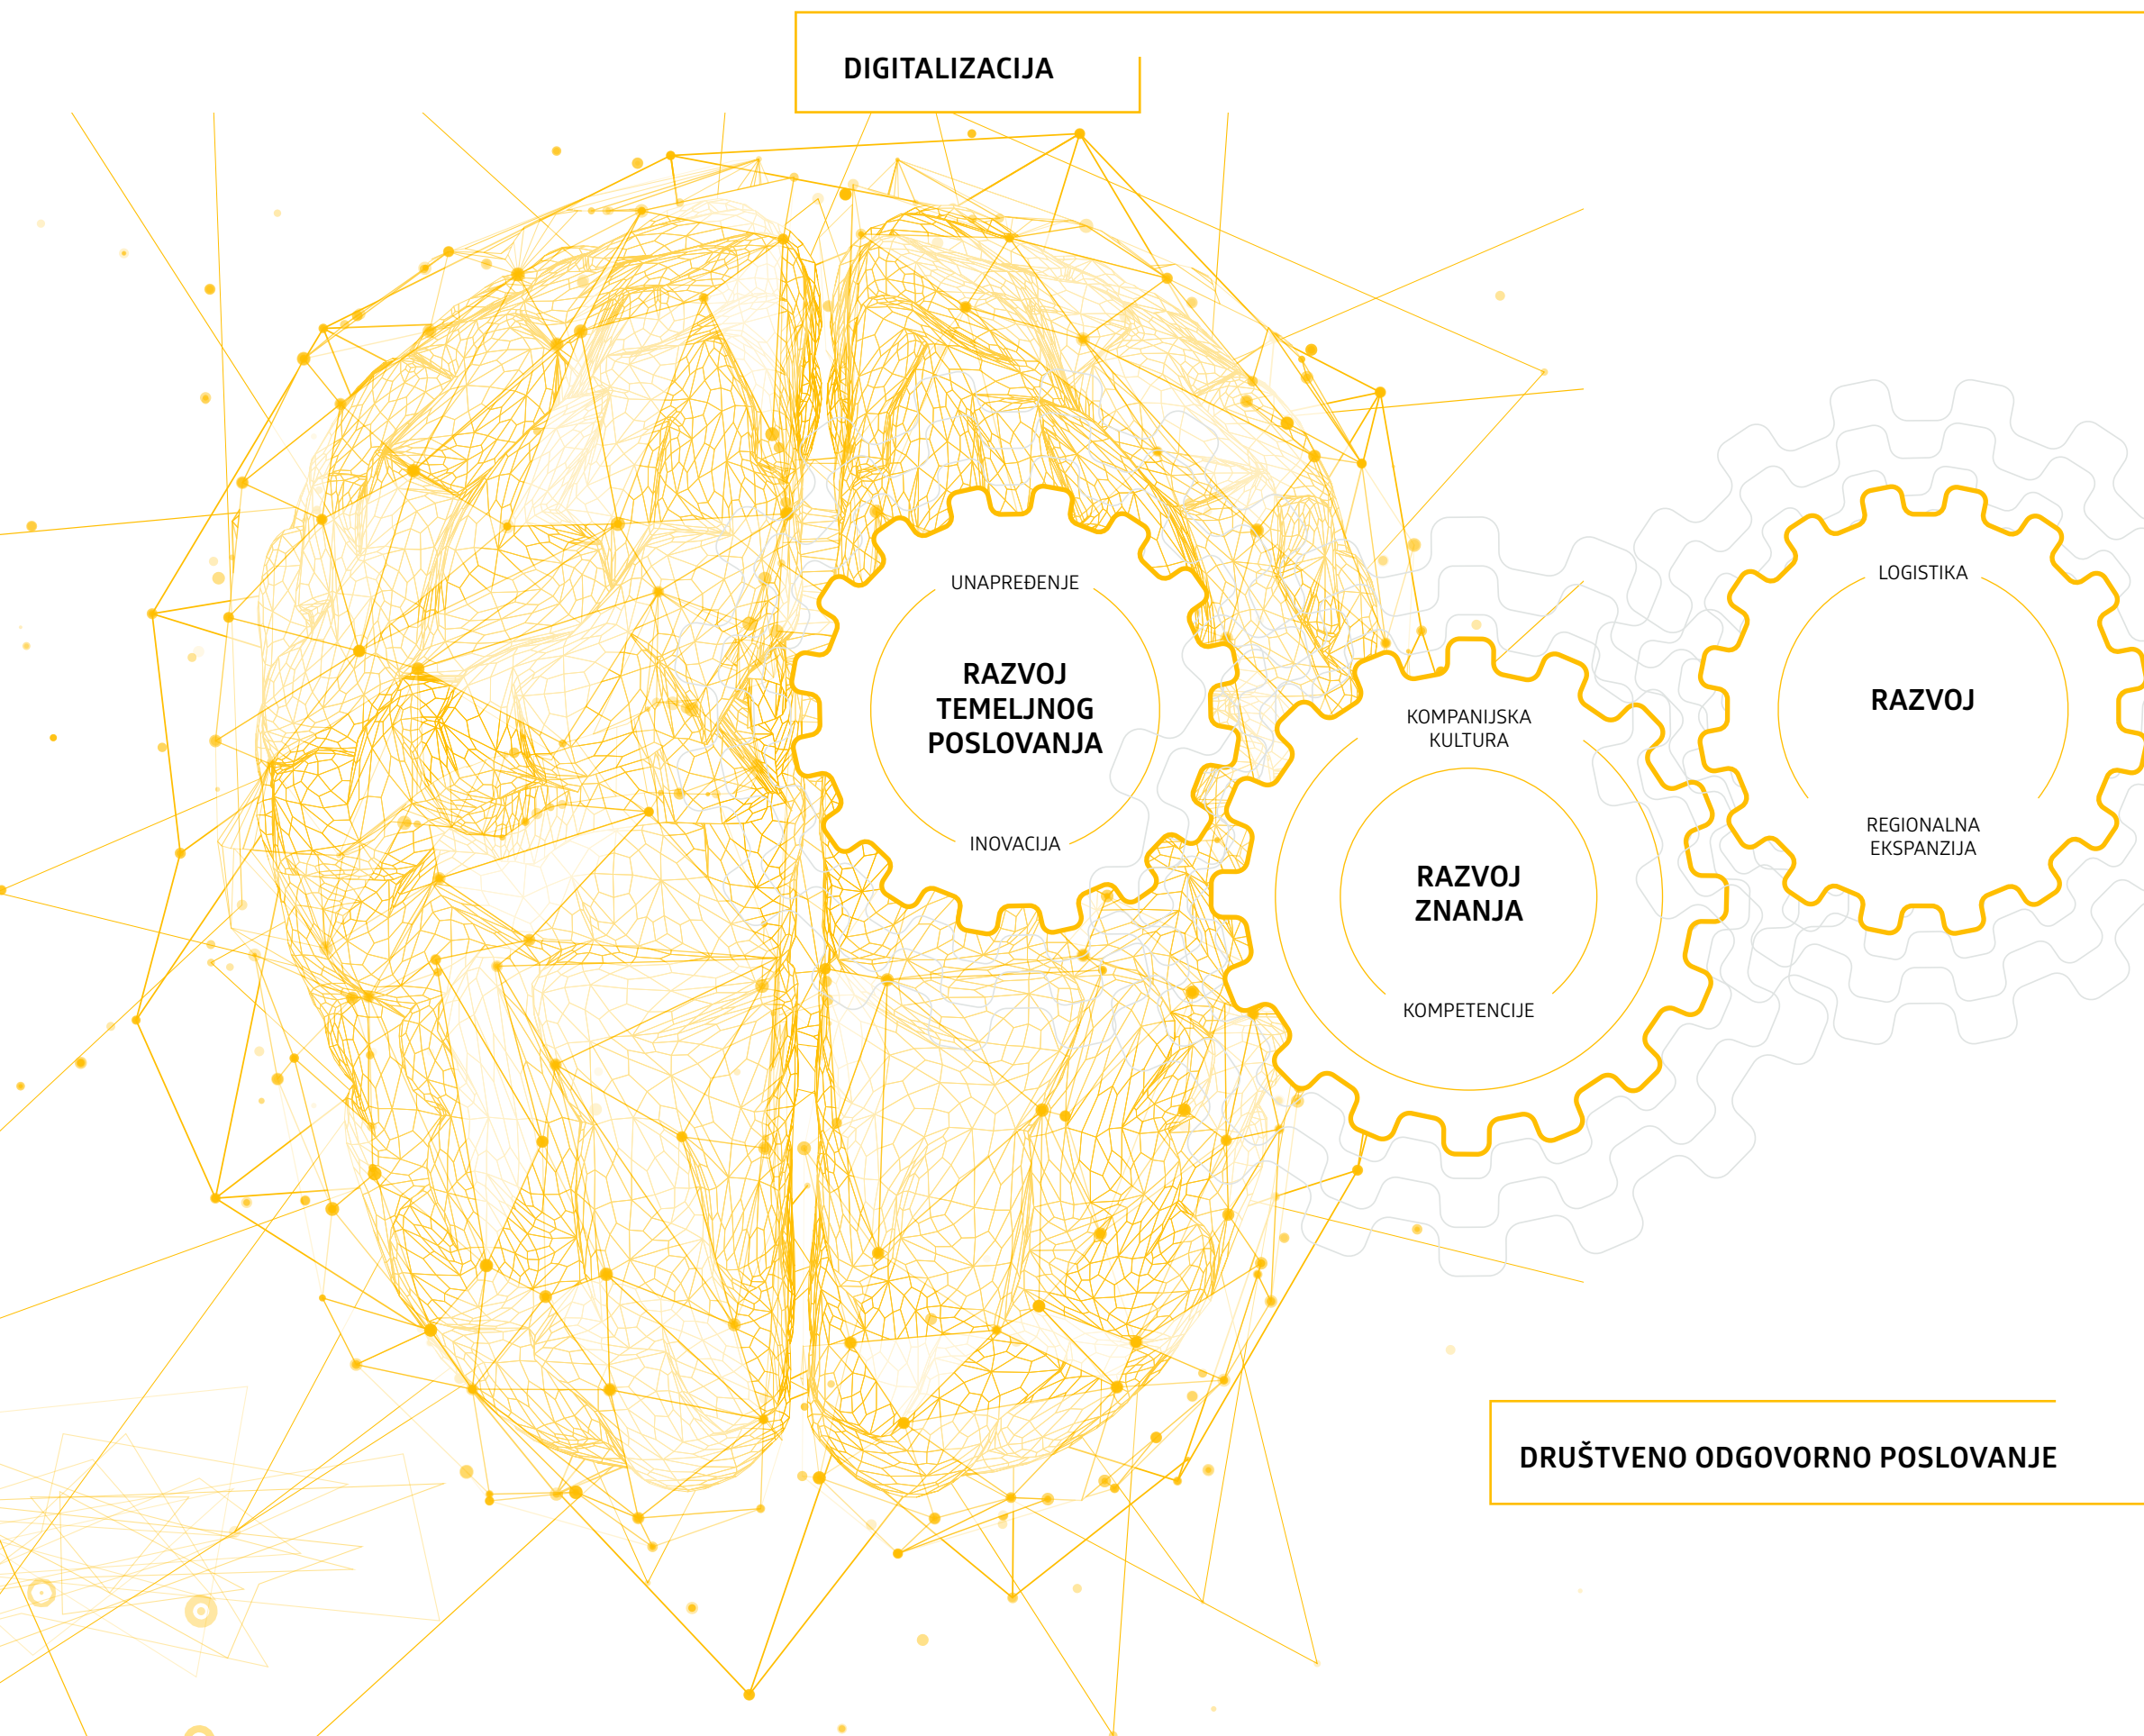 DIGITALIZACIJA
UNAPREĐENJE
RAZVOJ
TEMELJNOG
POSLOVANJA
INOVACIJA
KOMPANIJSKA
KULTURA
RAZVOJ
ZNANJA
KOMPETENCIJE
LOGISTIKA
RAZVOJ
REGIONALNA
EKSPANZIJA
DRUŠTVENO ODGOVORNO POSLOVANJE